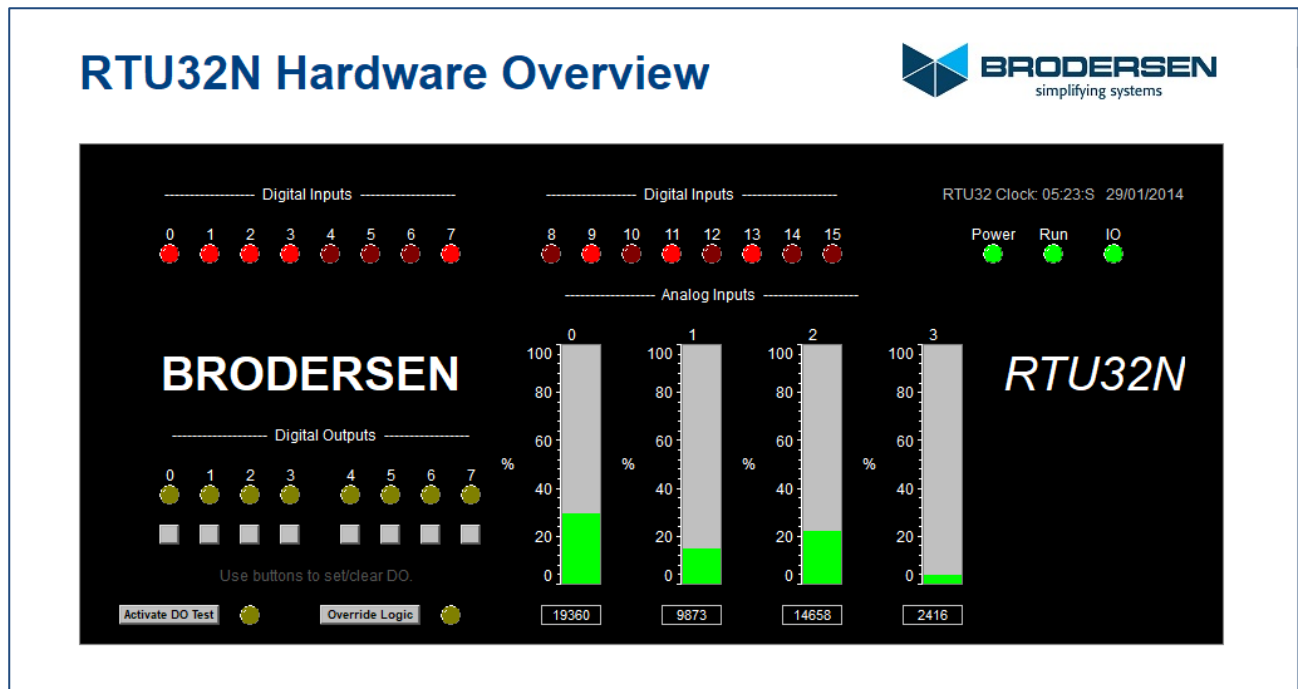 RTU32N Hardware Overview
BRODERSEN
simplifying systems
------------------- Digital Inputs -------------------- 
0 1 2 3 4 5 6 7
------------------- Digital Inputs --------------------
8 9 10 11 12 13 14 15
RTU32 Clock: 05:23:S 29/01/2014
Power Run IO
------------------- Analog Inputs --------------------
0 1 2 3
100 100 100 100
80 80 80 80
60 60 60 60
% % % %
40 40 40 40
20 20 20 20
0 0 0 0
19360 9873 14658 2416
BRODERSEN
RTU32N
-------------------- Digital Outputs ------------------
0 1 2 3 4 5 6 7
Use buttons to set/clear DO.
Activate DO Test
Override Logic